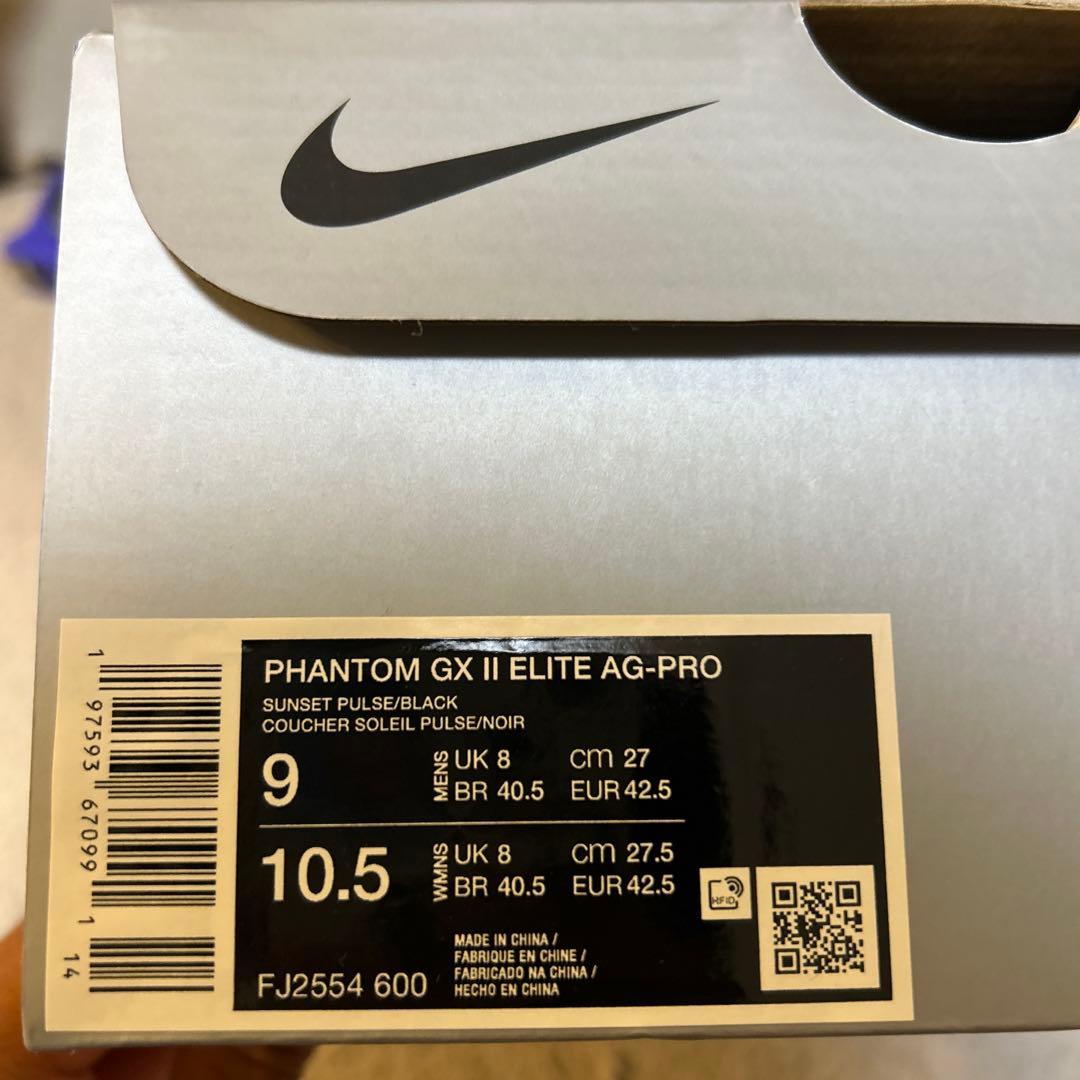 PHANTOM GX II ELITE AG-PRO
SUNSET PULSE/BLACK
COUCHER SOLEIL PULSE/NOIR
9
MENS
UK 8 cm 27
BR 40.5 EUR 42.5
10.5
WMNS
UK 8 cm 27.5
BR 40.5 EUR 42.5
RFID
MADE IN CHINA /
FABRIQUE EN CHINE /
FABRICADO NA CHINA /
HECHO EN CHINA
FJ2554 600
1 97593 67099 1 14